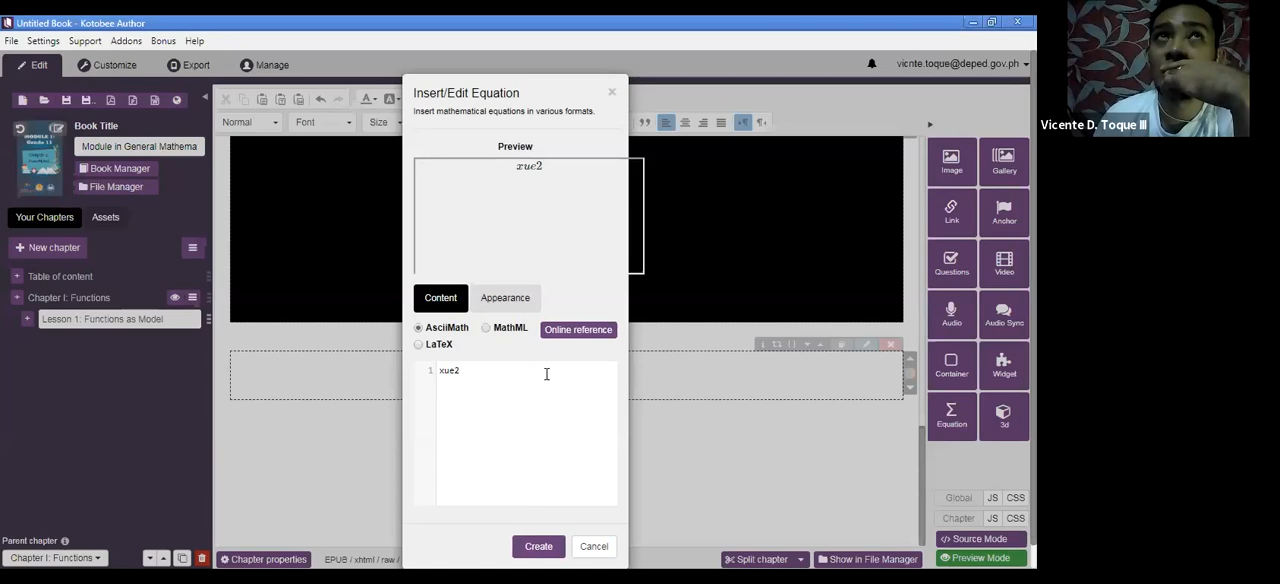 Untitled Book - Kotobee Author
File Settings Support Addons Bonus Help
Edit Customize Export Manage
vicnte.toque@deped.gov.ph
Vicente D. Toque III
Book Title
Module in General Mathema
Book Manager
File Manager
Your Chapters Assets
+ New chapter
Table of content
Chapter I: Functions
Lesson 1: Functions as Model
Parent chapter
Chapter I: Functions
Normal Font Size
Insert/Edit Equation
Insert mathematical equations in various formats.
Preview
xue2
Content Appearance
AsciiMath MathML Online reference
LaTeX
1 xue2
Create Cancel
Chapter properties EPUB / xhtml / raw /
Split chapter Show in File Manager
Image Gallery
Link Anchor
Questions Video
Audio Audio Sync
Container Widget
Equation 3d
Global JS CSS
Chapter JS CSS
</> Source Mode
Preview Mode